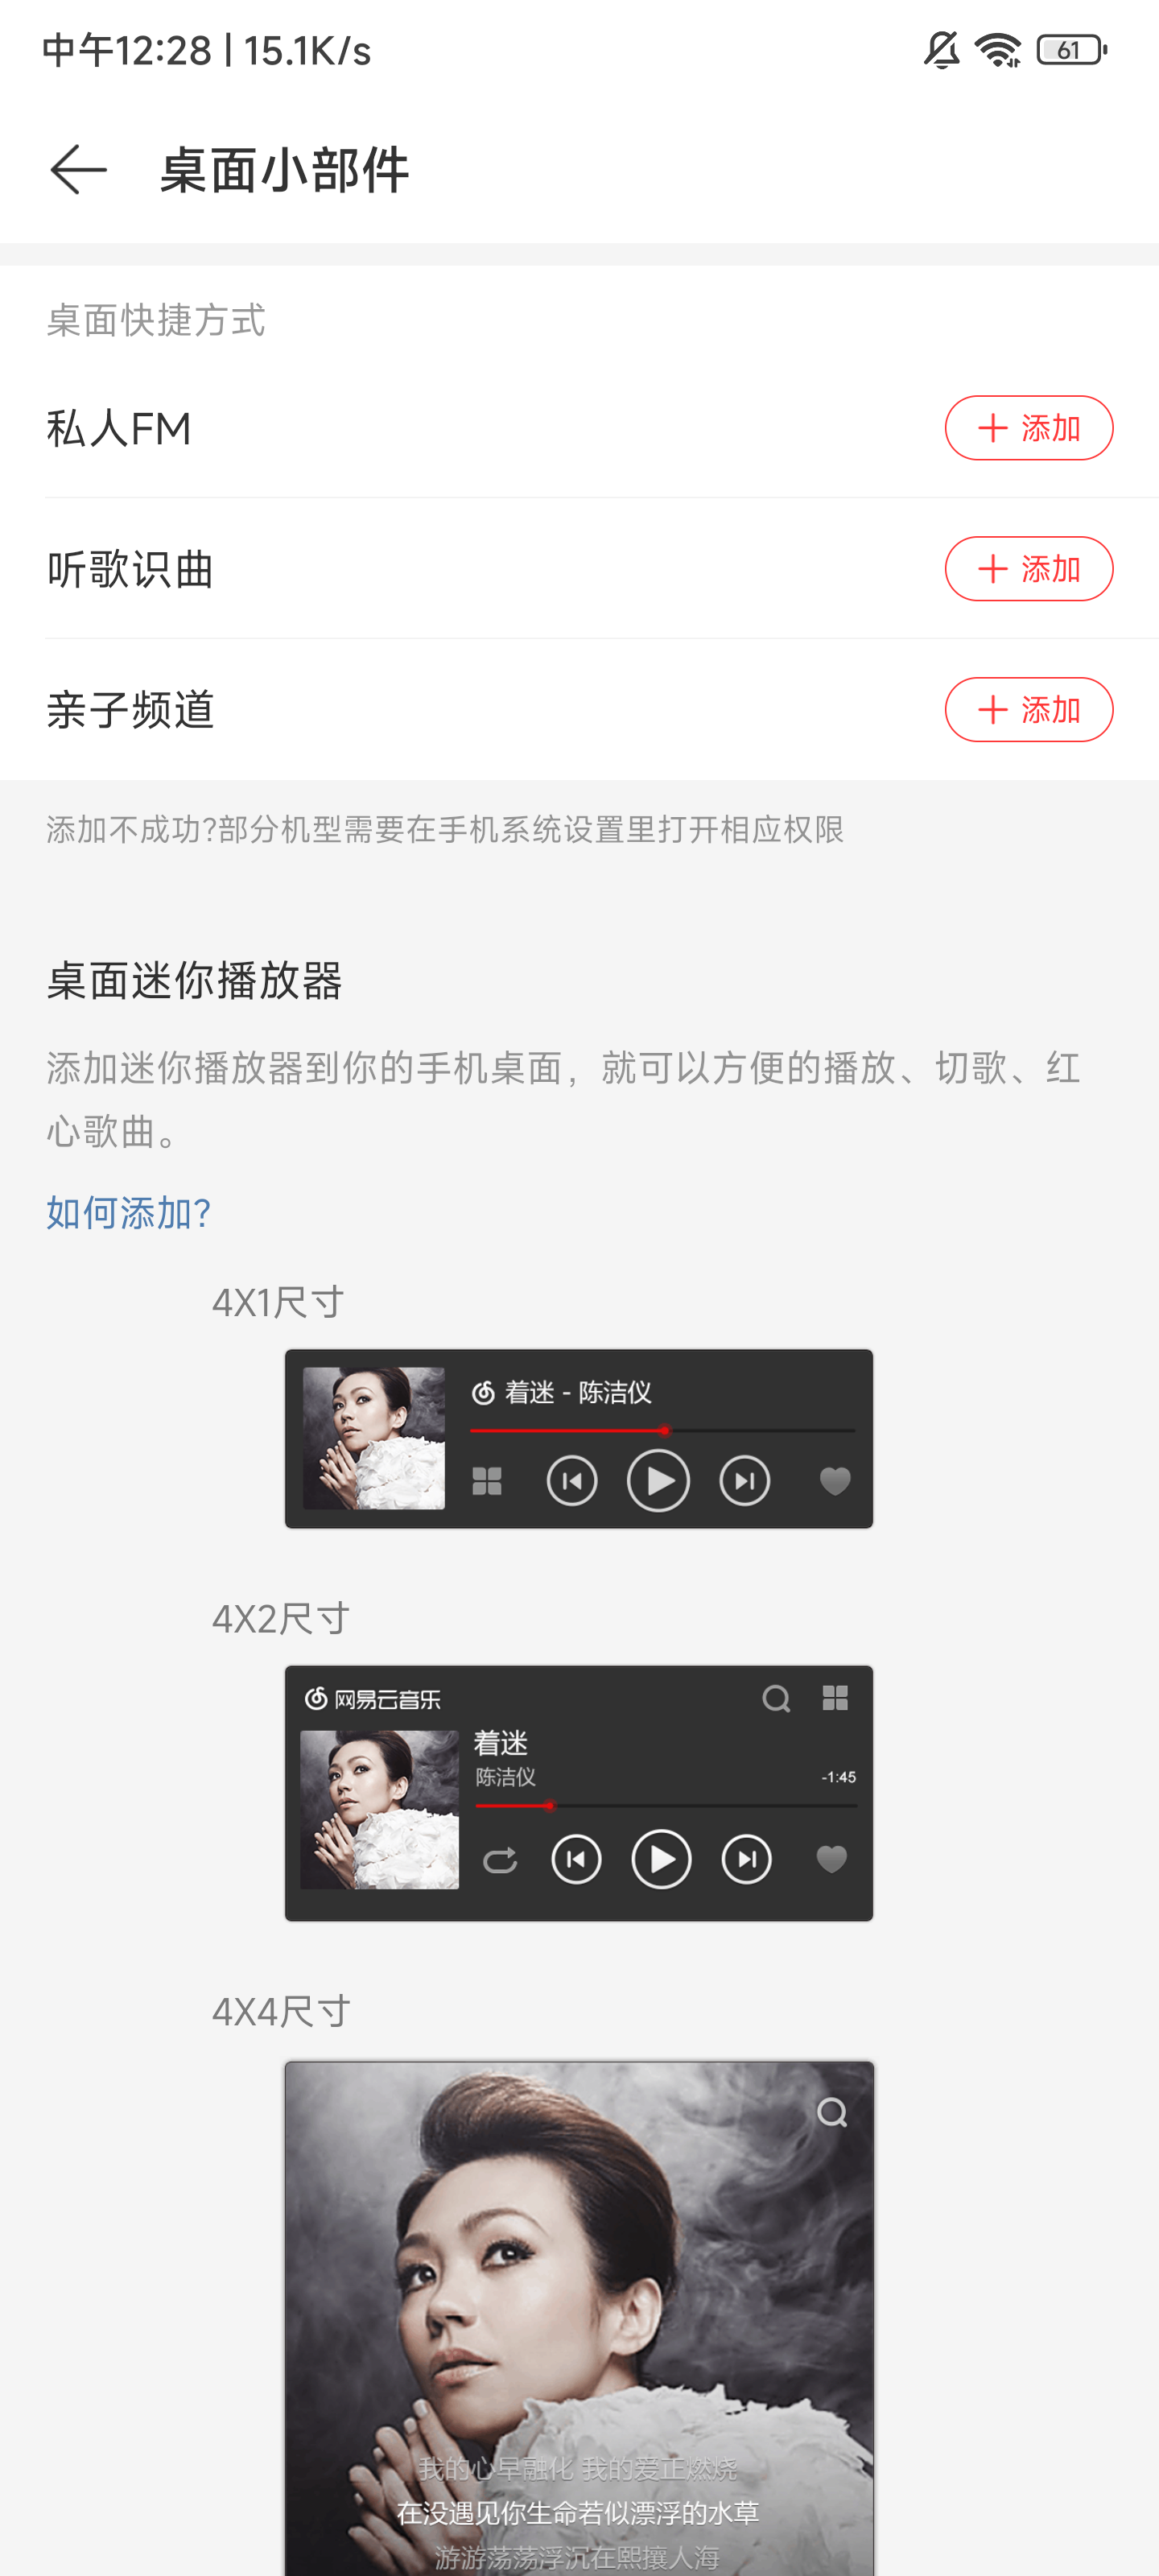 中午12:28 | 15.1K/s
61
桌面小部件
桌面快捷方式
私人FM
添加
听歌识曲
添加
亲子频道
添加
添加不成功?部分机型需要在手机系统设置里打开相应权限
桌面迷你播放器
添加迷你播放器到你的手机桌面，就可以方便的播放、切歌、红
心歌曲。
如何添加?
4X1尺寸
着迷 - 陈洁仪
4X2尺寸
网易云音乐
着迷
陈洁仪
-1:45
4X4尺寸
我的心早融化 我的爱正燃烧
在没遇见你生命若似漂浮的水草
游游荡荡浮沉在熙攘人海